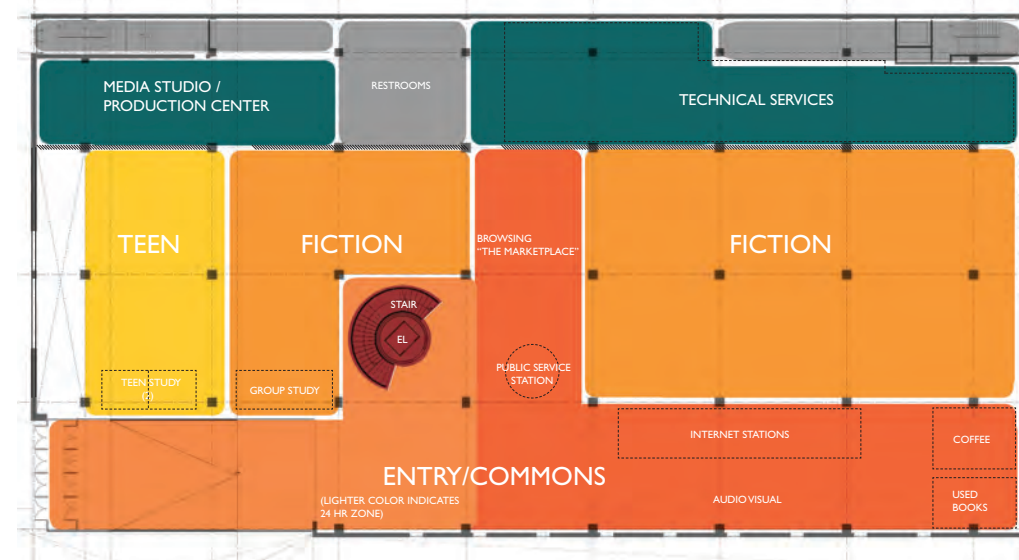 MEDIA STUDIO /
PRODUCTION CENTER
RESTROOMS
TECHNICAL SERVICES
TEEN
FICTION
BROWSING
“THE MARKETPLACE”
FICTION
STAIR
EL
TEEN STUDY
(2)
GROUP STUDY
PUBLIC SERVICE
STATION
INTERNET STATIONS
COFFEE
ENTRY/COMMONS
(LIGHTER COLOR INDICATES
24 HR ZONE)
AUDIO VISUAL
USED
BOOKS